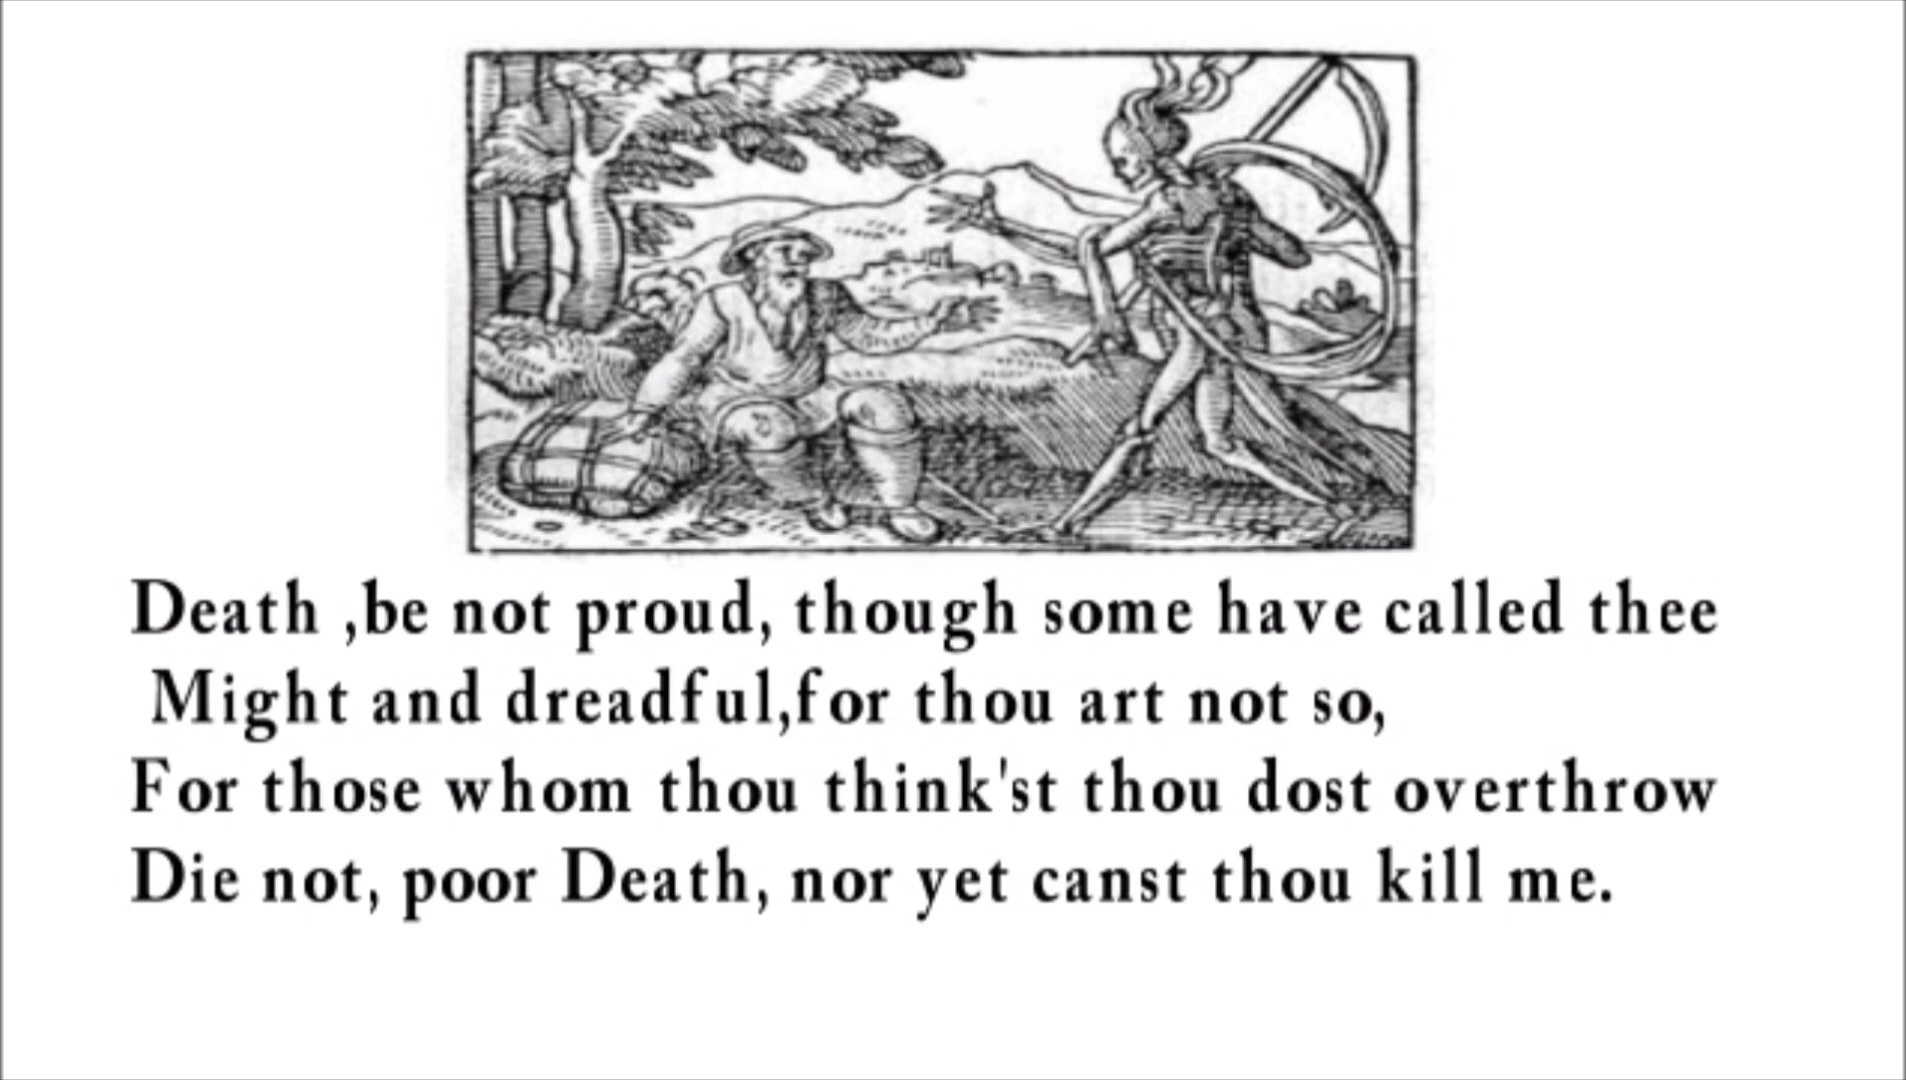 Death ,be not proud, though some have called thee
Might and dreadful,for thou art not so,
For those whom thou think'st thou dost overthrow
Die not, poor Death, nor yet canst thou kill me.